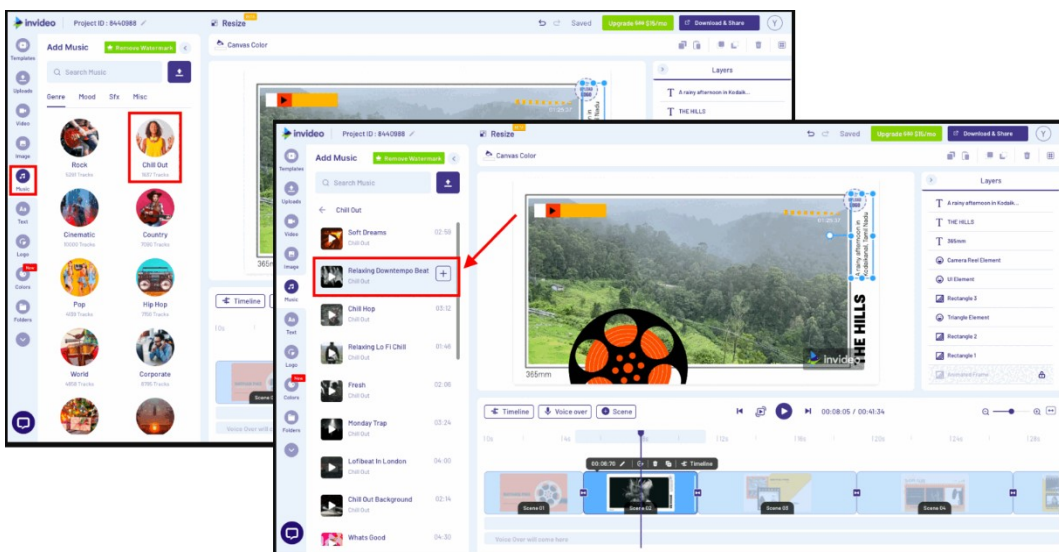 invideo
Project ID : 8440988
Resize
Saved
Download & Share
Y
Templates
Uploads
Video
Image
Music
Text
Logo
New
Colors
Folders
Add Music
Remove Watermark
Search Music
Genre Mood Sfx Misc
Rock
Chill Out
Cinematic
Country
Pop
Hip Hop
World
Corporate
Canvas Color
Layers
A rainy afternoon in Kodaik...
THE HILLS
Timeline
invideo
Project ID : 8440988
Resize
Saved
Download & Share
Y
Templates
Uploads
Video
Image
Music
Text
Logo
New
Colors
Folders
Add Music
Remove Watermark
Search Music
Chill Out
Soft Dreams 02:50
Chill Out
Relaxing Downtempo Beat
Chill Out
Chill Hop 03:12
Chill Out
Relaxing Lo Fi Chill 01:46
Chill Out
Fresh 02:06
Chill Out
Monday Trap 03:24
Chill Out
Lofibeat In London 04:00
Chill Out
Chill Out Background 02:14
Chill Out
Whats Good 04:30
Canvas Color
A rainy afternoon in
Kodaikanal, Tamil Nadu
THE HILLS
invideo
365mm
Layers
A rainy afternoon in Kodaik...
THE HILLS
365mm
Camera Reel Element
UI Element
Rectangle 3
Triangle Element
Rectangle 2
Rectangle 1
Timeline
Voice over
Scene
00:08:05 / 00:41:34
Timeline
Scene 01
Scene 02
Scene 03
Scene 04
Voice Over will come here